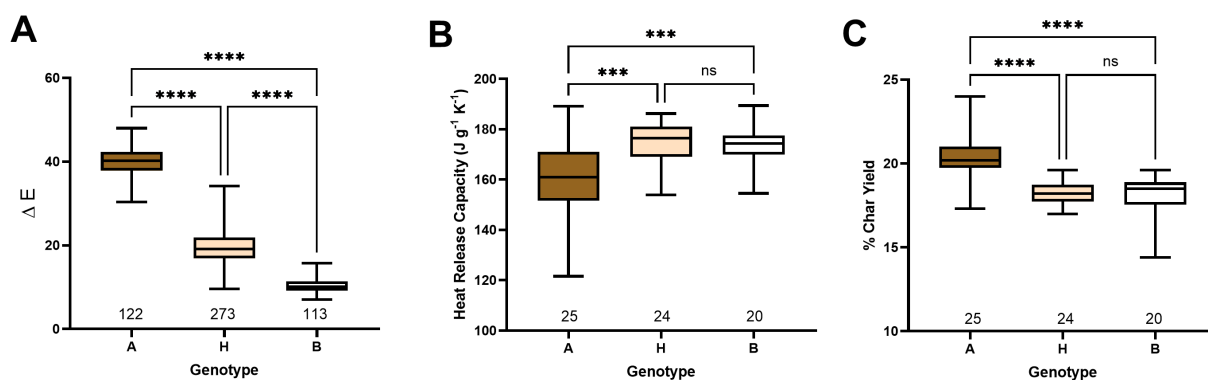 A
****
****
****
60
40
20
0
Δ E
122
273
113
A
H
B
Genotype
B
***
***
ns
200
180
160
140
120
100
Heat Release Capacity (J g⁻¹ K⁻¹)
25
24
20
A
H
B
Genotype
C
****
****
ns
25
20
15
10
% Char Yield
25
24
20
A
H
B
Genotype